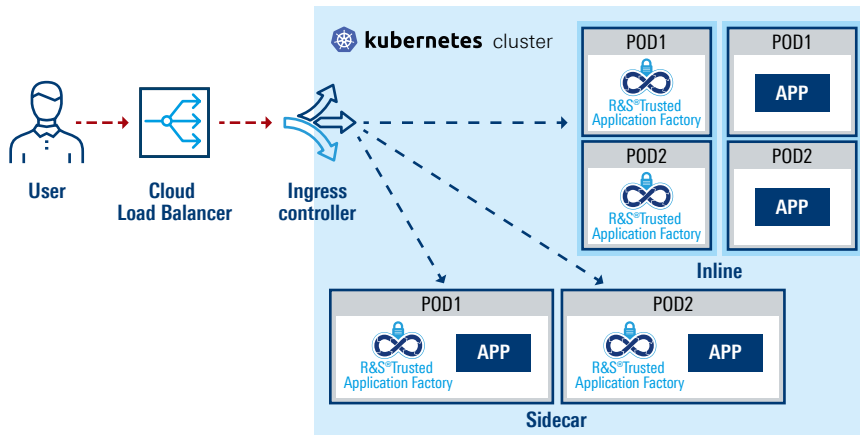 kubernetes cluster
POD1
POD1
R&S®Trusted
Application Factory
APP
POD2
POD2
R&S®Trusted
Application Factory
APP
User
Cloud
Load Balancer
Ingress
controller
Inline
POD1
POD2
R&S®Trusted
Application Factory
APP
R&S®Trusted
Application Factory
APP
Sidecar